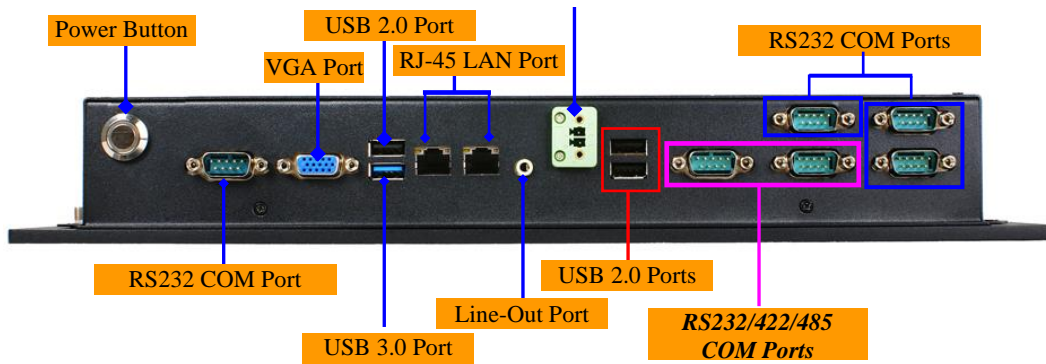 USB 2.0 Port
Power Button
RS232 COM Ports
VGA Port
RJ-45 LAN Port
RS232 COM Port
USB 2.0 Ports
Line-Out Port
RS232/422/485
COM Ports
USB 3.0 Port